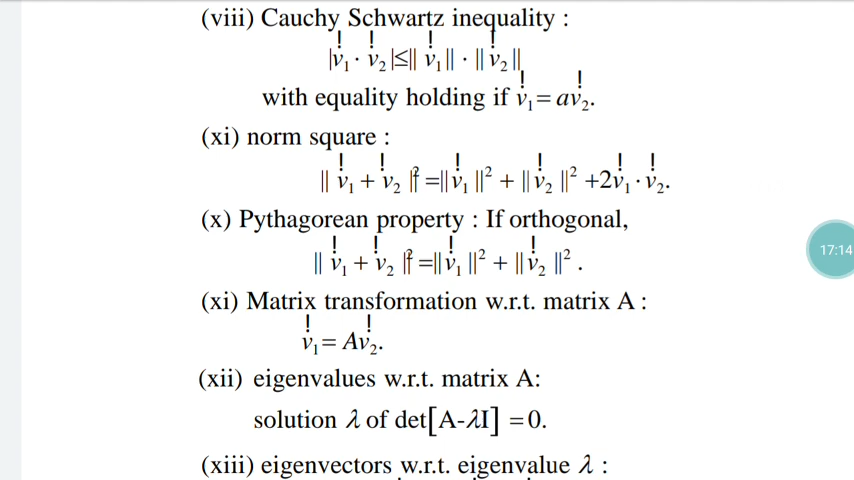 (viii) Cauchy Schwartz inequality :
|v₁ · v₂|≤|| v₁|| · || v₂ ||
with equality holding if v₁= av₂.
(xi) norm square :
|| v₁ + v₂ ||² =||v₁ ||² + ||v₂ ||² +2v₁ · v₂.
(x) Pythagorean property : If orthogonal,
|| v₁ + v₂ ||² =||v₁ ||² + ||v₂ ||² .
(xi) Matrix transformation w.r.t. matrix A :
v₁= Av₂.
(xii) eigenvalues w.r.t. matrix A:
solution λ of det[A-λI] =0.
(xiii) eigenvectors w.r.t. eigenvalue λ :
17:14